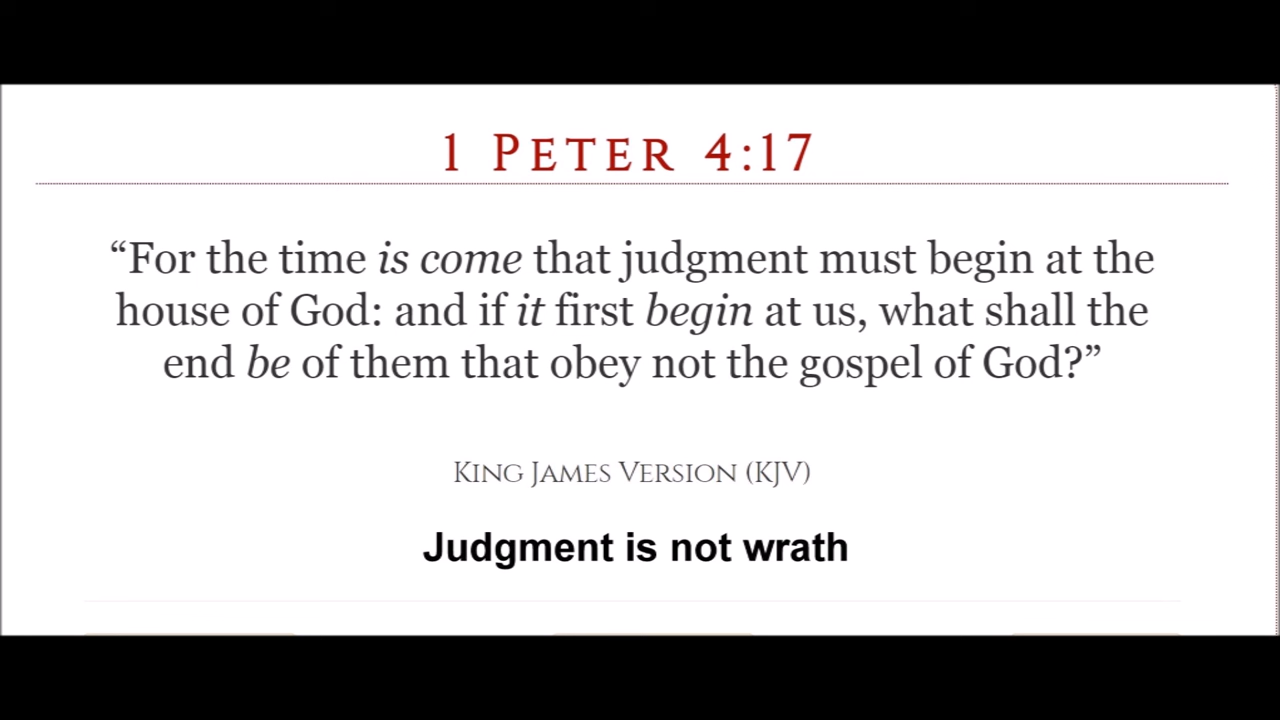 1 PETER 4:17
“For the time is come that judgment must begin at the
house of God: and if it first begin at us, what shall the
end be of them that obey not the gospel of God?”
KING JAMES VERSION (KJV)
Judgment is not wrath